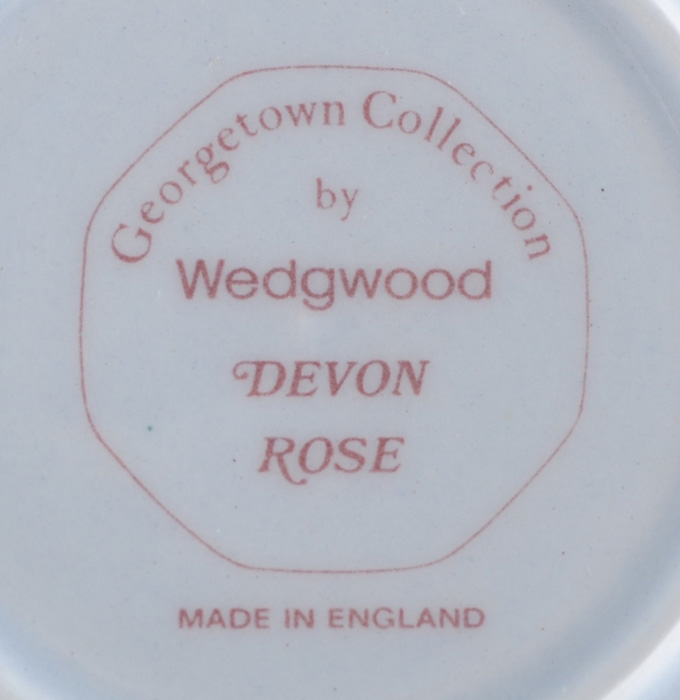 Georgetown Collection
by
Wedgwood
DEVON
ROSE
MADE IN ENGLAND